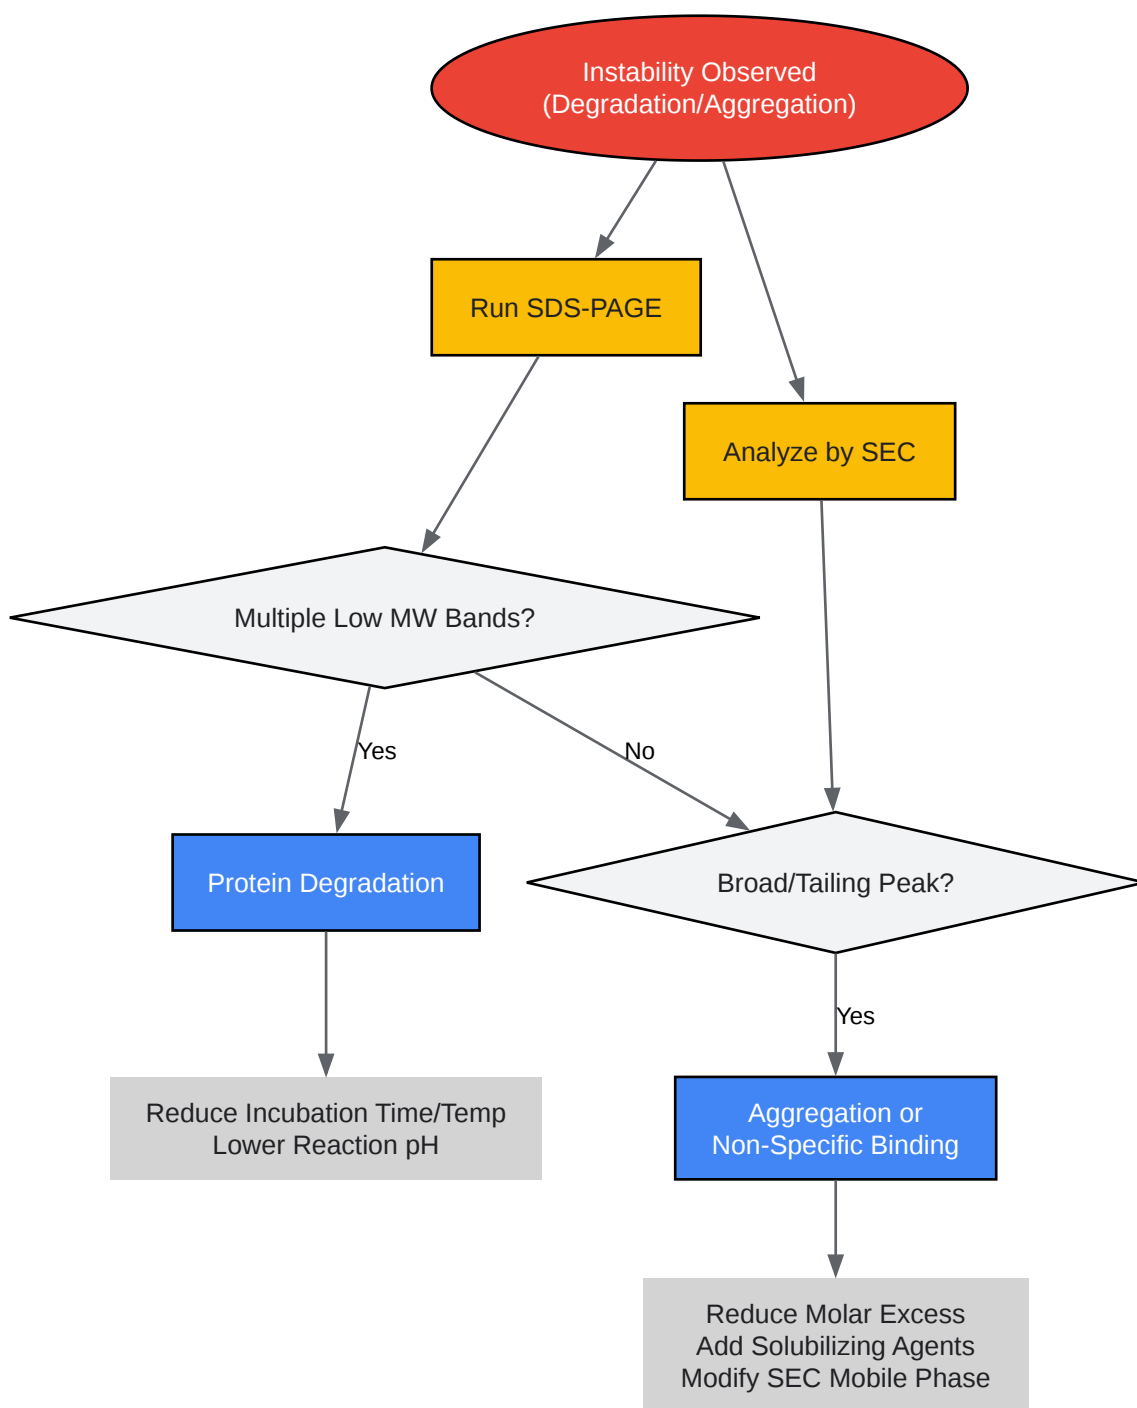 Instability Observed
(Degradation/Aggregation)
Run SDS-PAGE
Analyze by SEC
Multiple Low MW Bands?
Yes
No
Protein Degradation
Broad/Tailing Peak?
Yes
Reduce Incubation Time/Temp
Lower Reaction pH
Aggregation or
Non-Specific Binding
Reduce Molar Excess
Add Solubilizing Agents
Modify SEC Mobile Phase